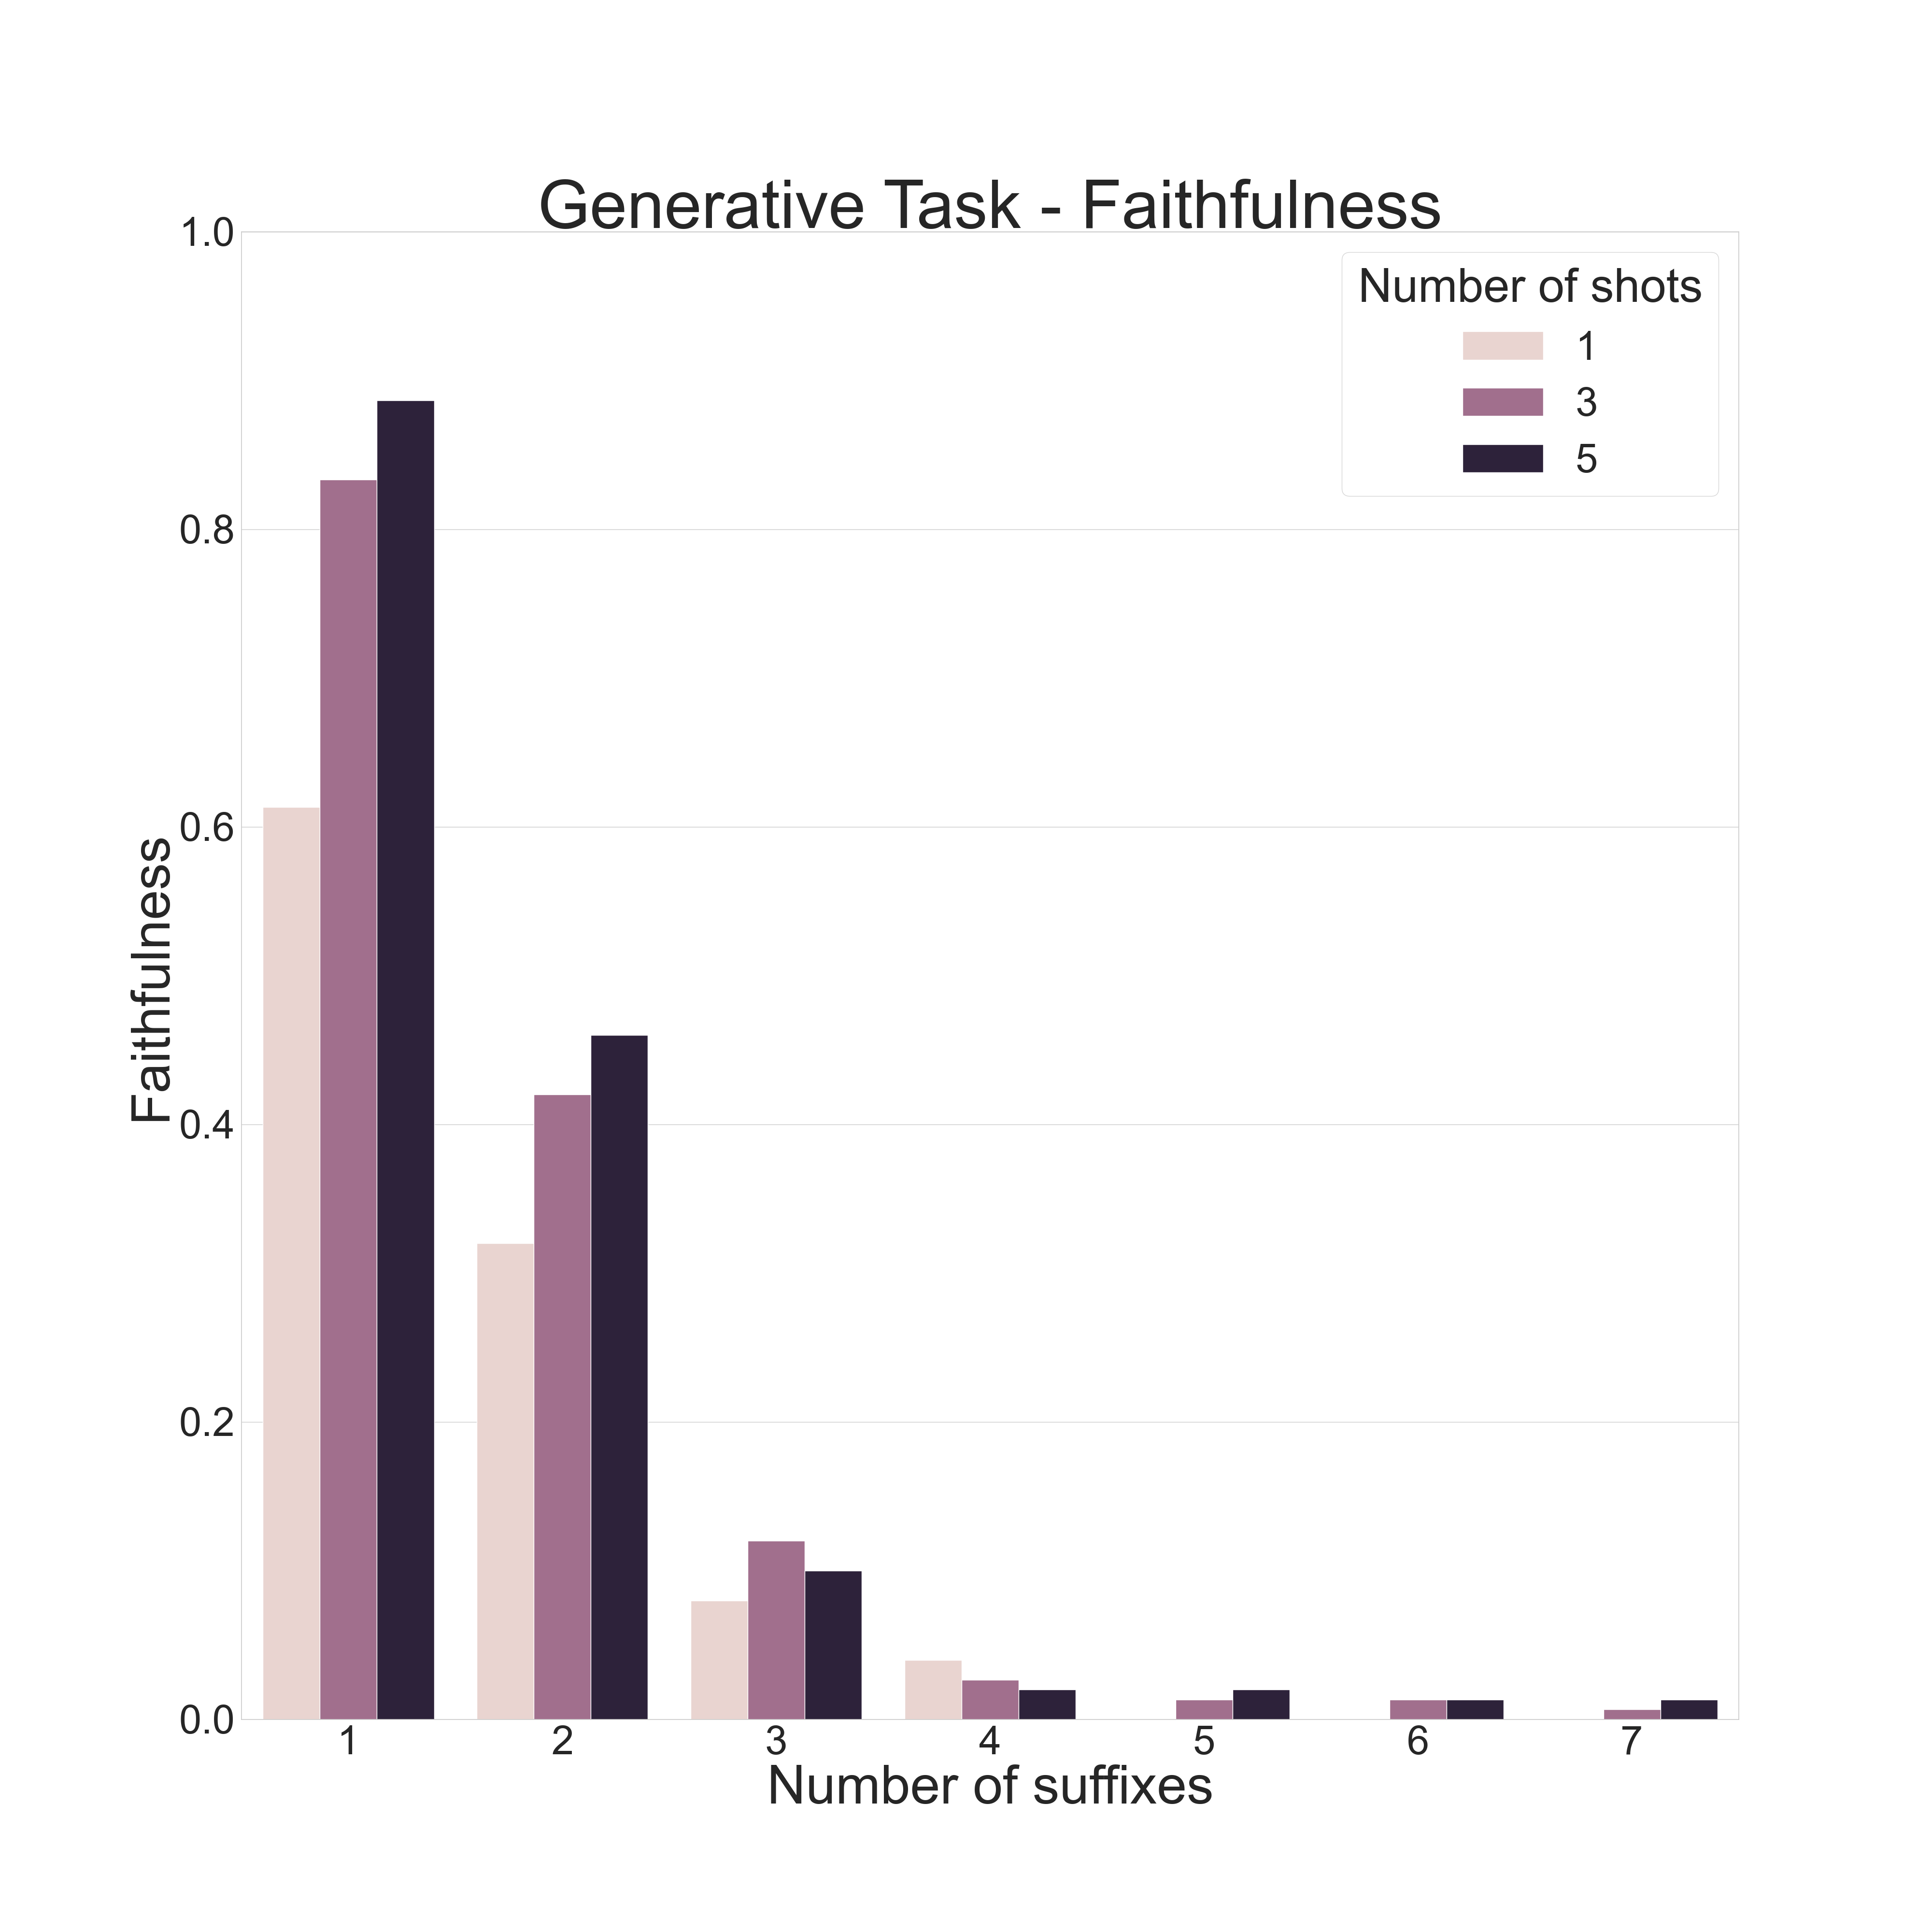 Generative Task - Faithfulness
1.0
0.8
0.6
0.4
0.2
0.0
Faithfulness
Number of shots
1
3
5
1 2 3 4 5 6 7
Number of suffixes